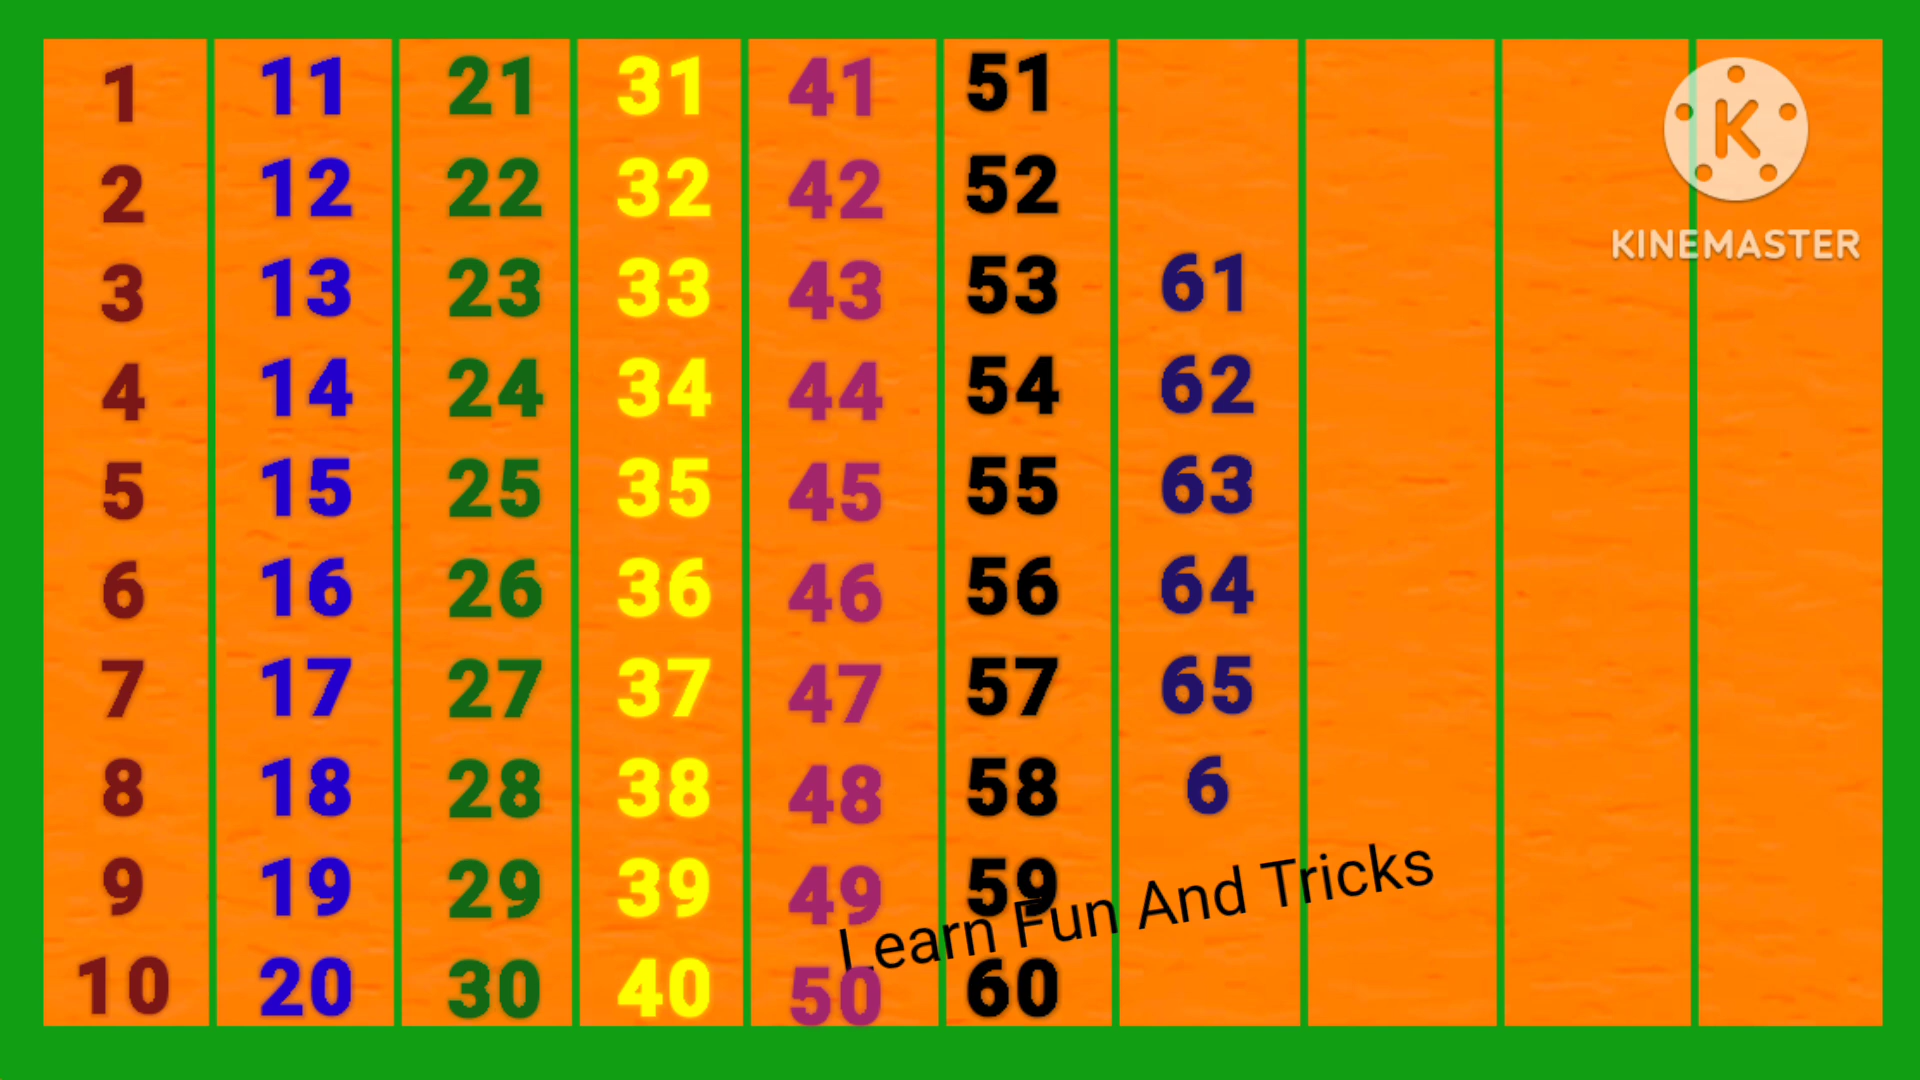 1 11 21 31 41 51
2 12 22 32 42 52
KINEMASTER
3 13 23 33 43 53 61
4 14 24 34 44 54 62
5 15 25 35 45 55 63
6 16 26 36 46 56 64
7 17 27 37 47 57 65
8 18 28 38 48 58 6
9 19 29 39 49 59
Learn Fun And Tricks
10 20 30 40 50 60